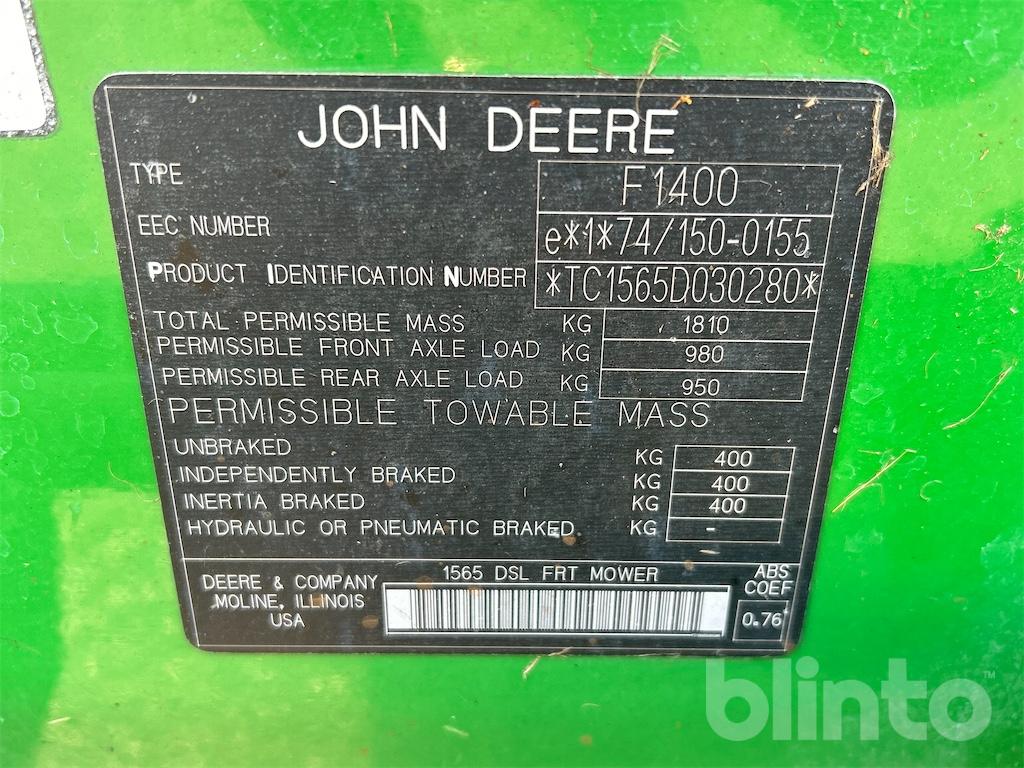 JOHN DEERE
TYPE F1400
EEC NUMBER e*1*74/150-0155
PRODUCT IDENTIFICATION NUMBER *TC1565D030280*
TOTAL PERMISSIBLE MASS KG 1810
PERMISSIBLE FRONT AXLE LOAD KG 980
PERMISSIBLE REAR AXLE LOAD KG 950
PERMISSIBLE TOWABLE MASS
UNBRAKED KG 400
INDEPENDENTLY BRAKED KG 400
INERTIA BRAKED KG 400
HYDRAULIC OR PNEUMATIC BRAKED KG -
DEERE & COMPANY
MOLINE, ILLINOIS
USA
1565 DSL FRT MOWER
ABS
COEF
0.76
blinto™